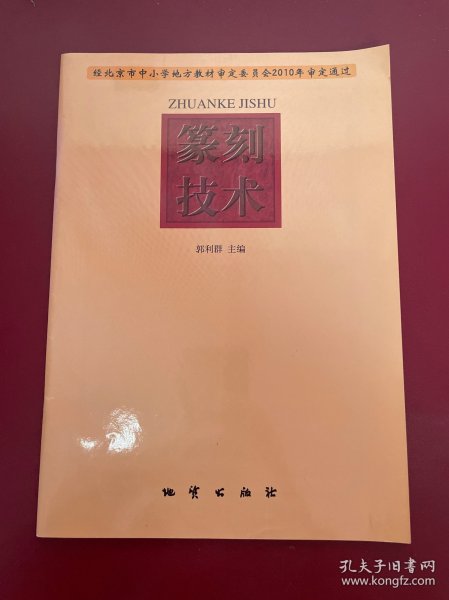 经北京市中小学地方教材审定委员会2010年审定通过
ZHUANKE JISHU
篆刻
技术
郭利群 主编
地质出版社
孔夫子旧书网
www.kongfz.com